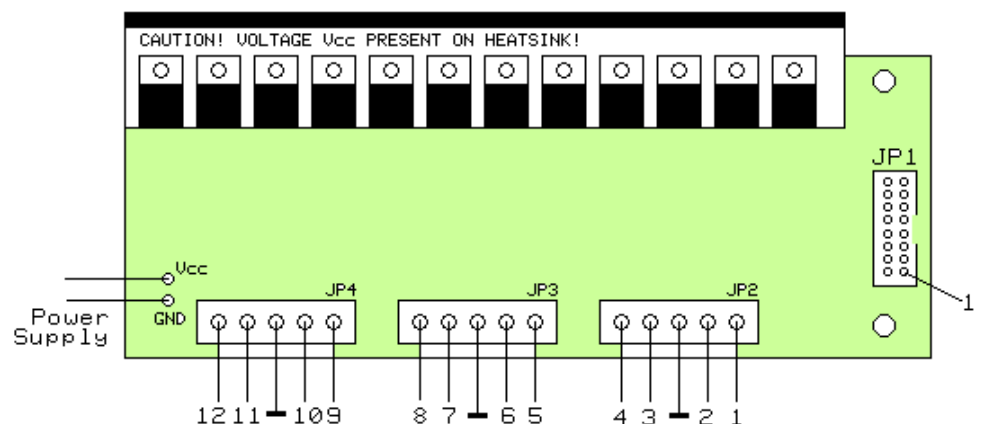 CAUTION! VOLTAGE Vcc PRESENT ON HEATSINK!
JP1
Vcc
JP4 JP3 JP2
GND
1
Power
Supply
12 11 10 9 8 7 6 5 4 3 2 1